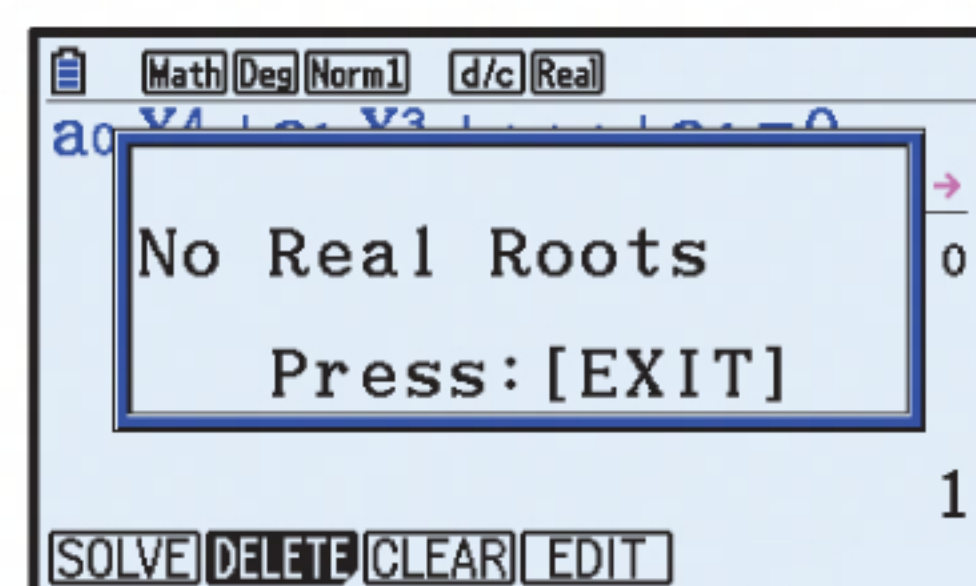 Math Deg Norm1 d/c Real
No Real Roots
0
Press:[EXIT]
1
SOLVE DELETE CLEAR EDIT